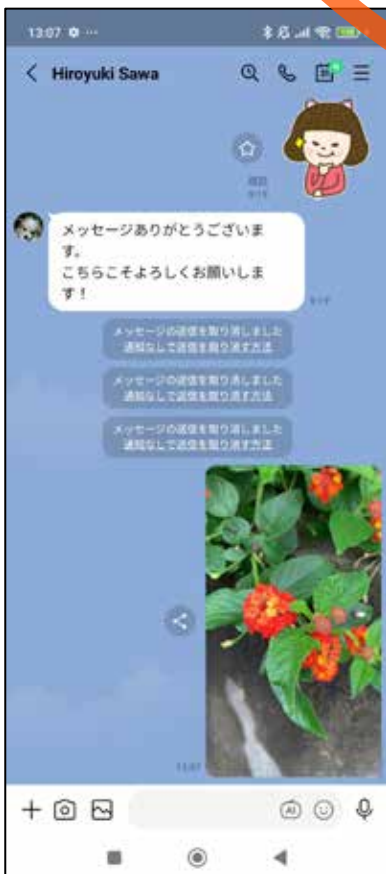 13:07
Hiroyuki Sawa
既読
メッセージありがとうございま
す。
こちらこそよろしくお願いしま
す！
メッセージの送信を取り消しました
通知なしで送信を取り消す方法
メッセージの送信を取り消しました
通知なしで送信を取り消す方法
メッセージの送信を取り消しました
通知なしで送信を取り消す方法
13:07
AI